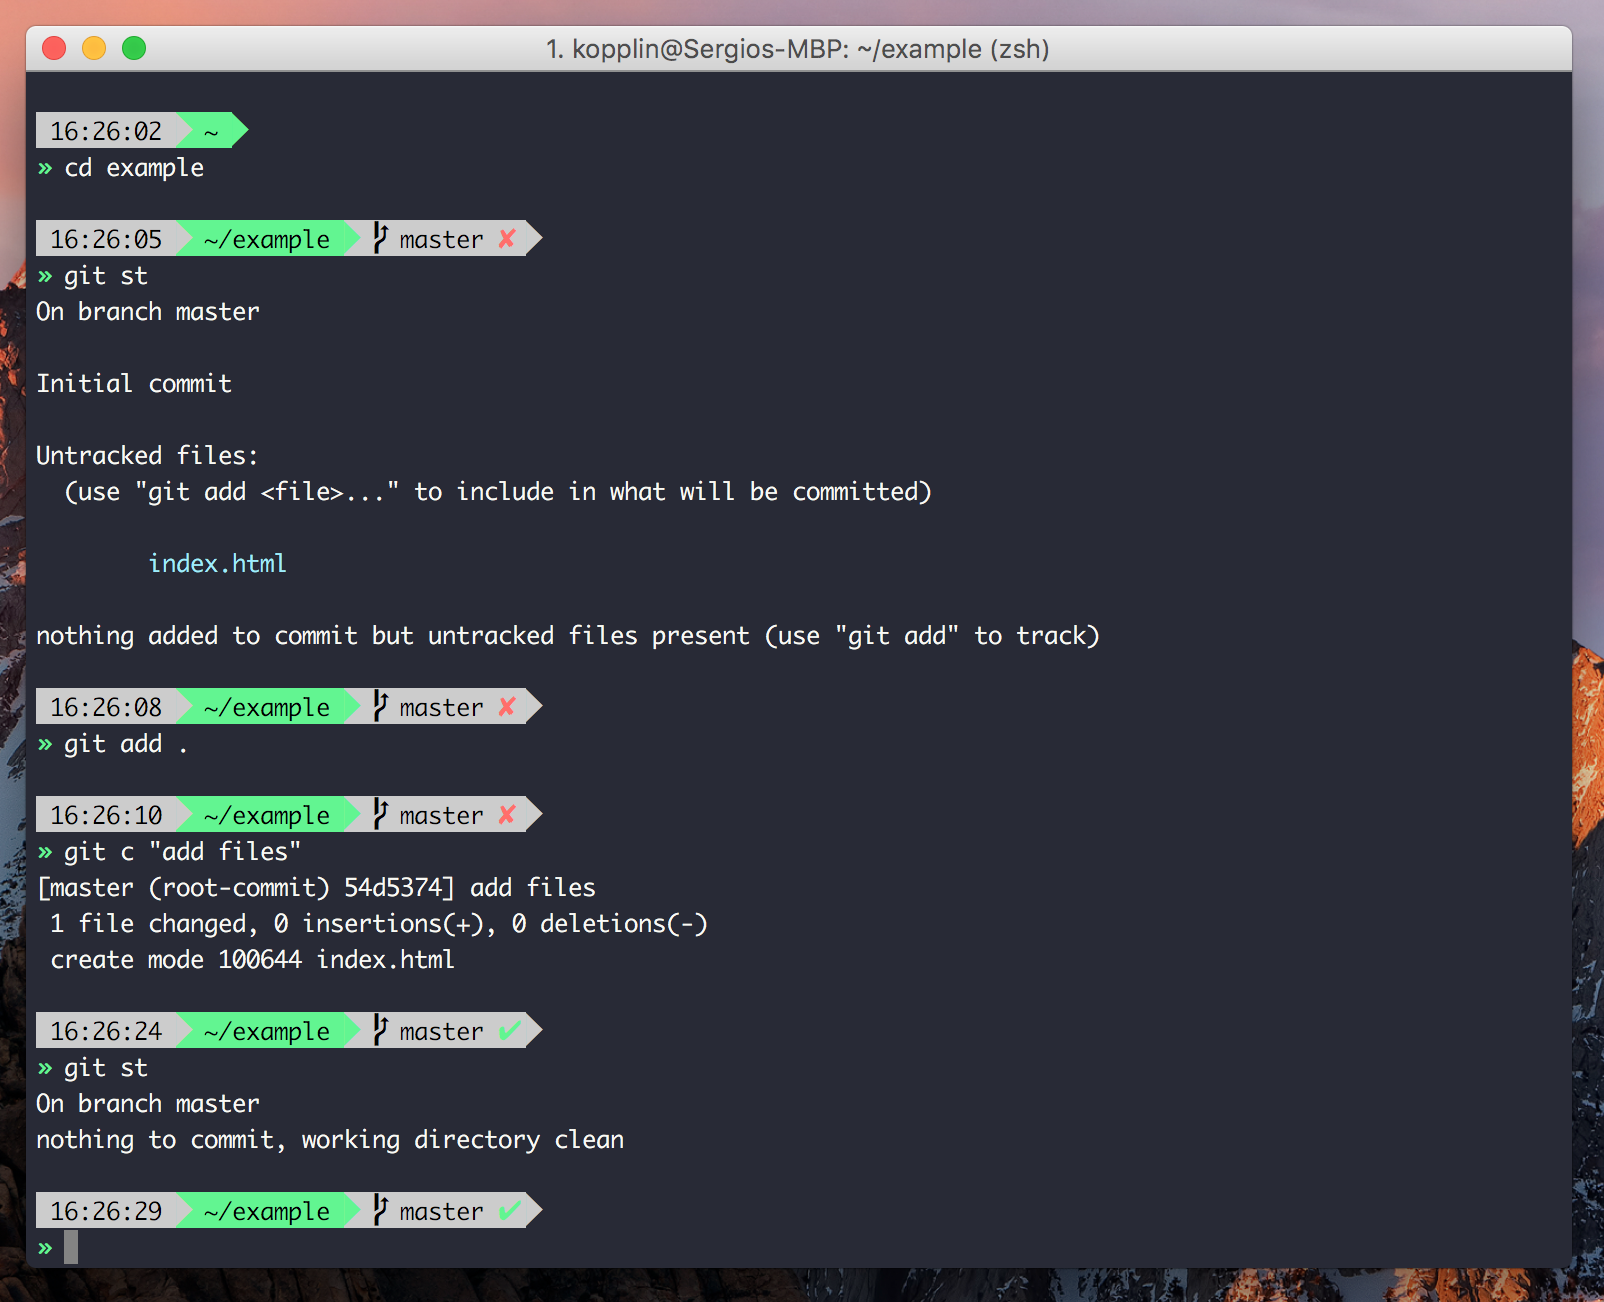 1. kopplin@Sergios-MBP: ~/example (zsh)
16:26:02 ~
» cd example
16:26:05 ~/example master ✘
» git st
On branch master
Initial commit
Untracked files:
(use "git add <file>..." to include in what will be committed)
index.html
nothing added to commit but untracked files present (use "git add" to track)
16:26:08 ~/example master ✘
» git add .
16:26:10 ~/example master ✘
» git c "add files"
[master (root-commit) 54d5374] add files
1 file changed, 0 insertions(+), 0 deletions(-)
create mode 100644 index.html
16:26:24 ~/example master ✔
» git st
On branch master
nothing to commit, working directory clean
16:26:29 ~/example master ✔
»